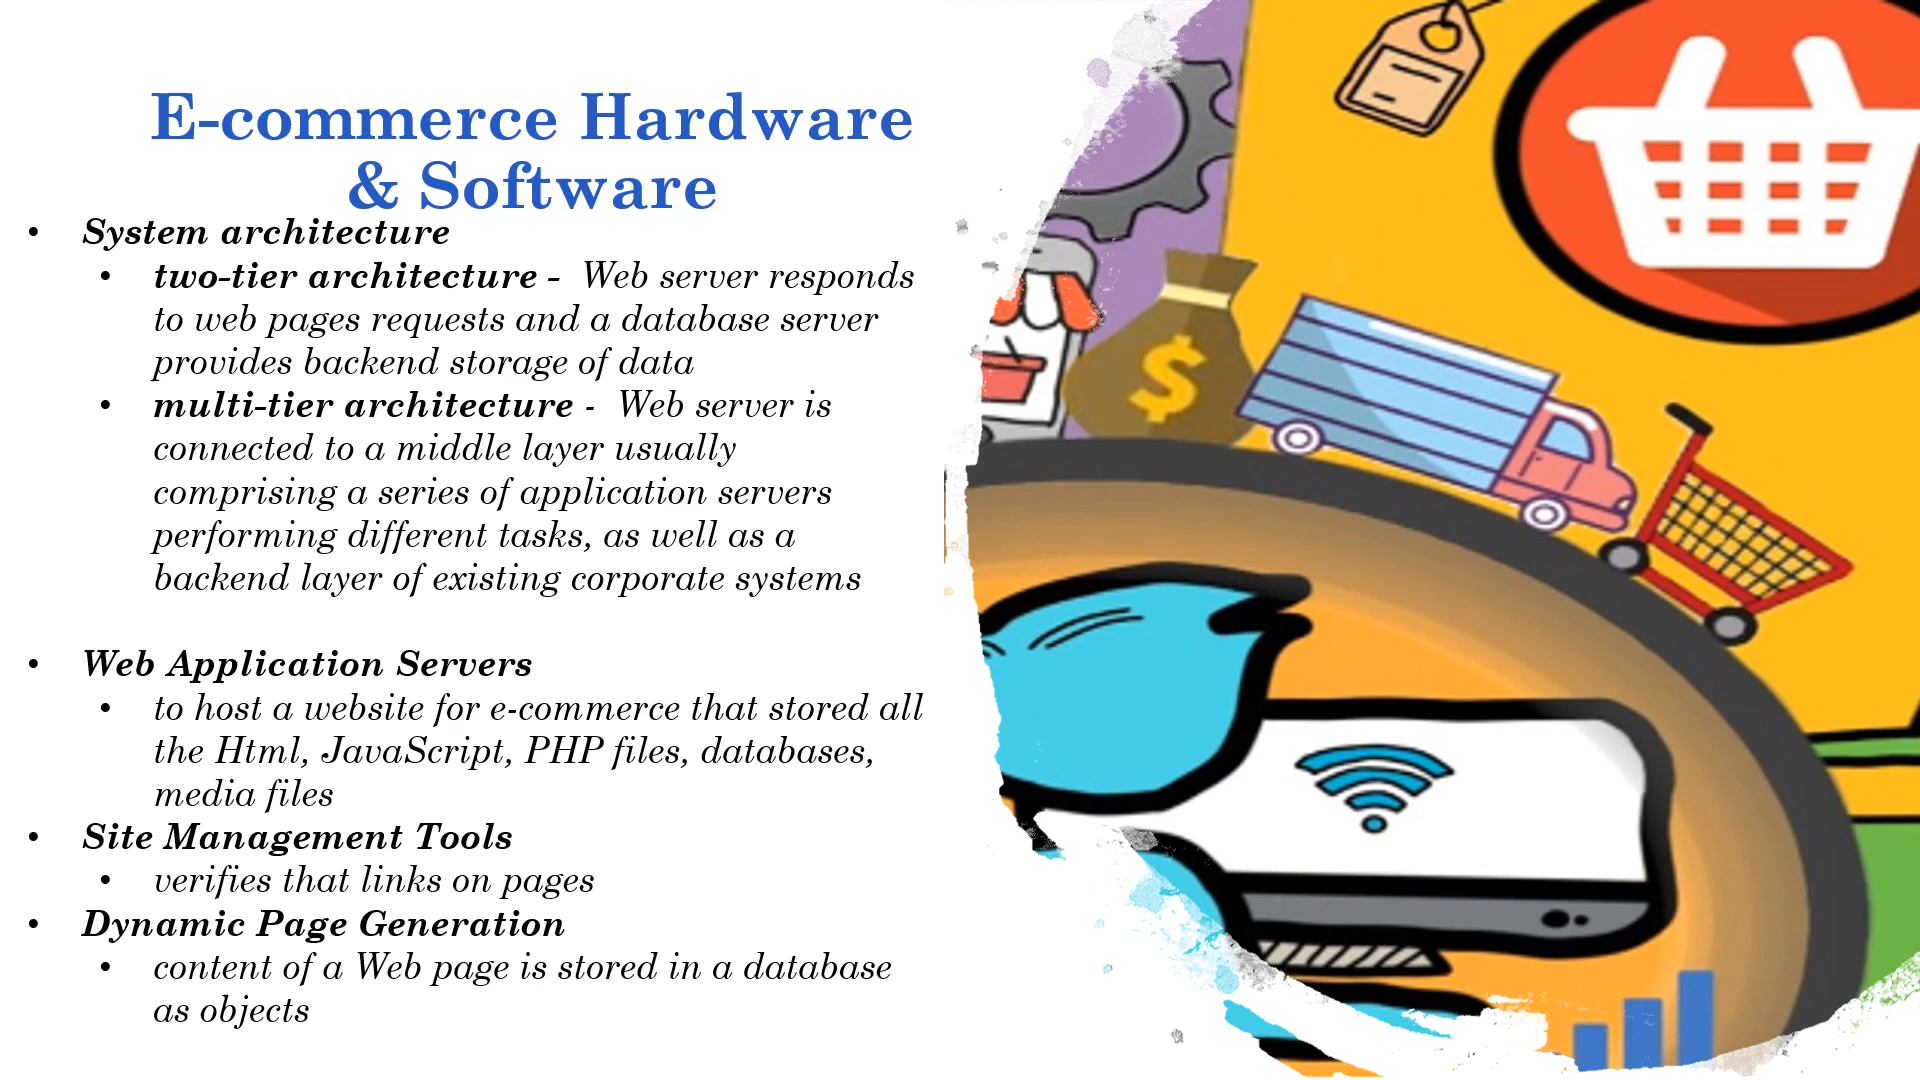 E-commerce Hardware
& Software
• System architecture
• two-tier architecture - Web server responds
to web pages requests and a database server
provides backend storage of data
• multi-tier architecture - Web server is
connected to a middle layer usually
comprising a series of application servers
performing different tasks, as well as a
backend layer of existing corporate systems
• Web Application Servers
• to host a website for e-commerce that stored all
the Html, JavaScript, PHP files, databases,
media files
• Site Management Tools
• verifies that links on pages
• Dynamic Page Generation
• content of a Web page is stored in a database
as objects
$